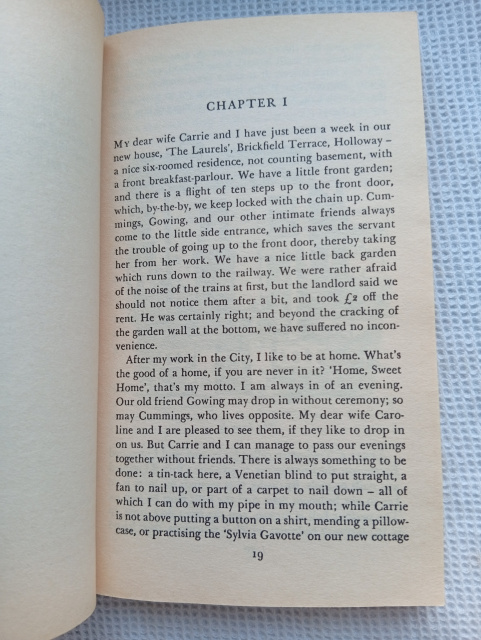 CHAPTER I
MY dear wife Carrie and I have just been a week in our
new house, 'The Laurels', Brickfield Terrace, Holloway –
a nice six-roomed residence, not counting basement, with
a front breakfast-parlour. We have a little front garden;
and there is a flight of ten steps up to the front door,
which, by-the-by, we keep locked with the chain up. Cum-
mings, Gowing, and our other intimate friends always
come to the little side entrance, which saves the servant
the trouble of going up to the front door, thereby taking
her from her work. We have a nice little back garden
which runs down to the railway. We were rather afraid
of the noise of the trains at first, but the landlord said we
should not notice them after a bit, and took £2 off the
rent. He was certainly right; and beyond the cracking of
the garden wall at the bottom, we have suffered no incon-
venience.
After my work in the City, I like to be at home. What's
the good of a home, if you are never in it? 'Home, Sweet
Home', that's my motto. I am always in of an evening.
Our old friend Gowing may drop in without ceremony; so
may Cummings, who lives opposite. My dear wife Caro-
line and I are pleased to see them, if they like to drop in
on us. But Carrie and I can manage to pass our evenings
together without friends. There is always something to be
done: a tin-tack here, a Venetian blind to put straight, a
fan to nail up, or part of a carpet to nail down – all of
which I can do with my pipe in my mouth; while Carrie
is not above putting a button on a shirt, mending a pillow-
case, or practising the 'Sylvia Gavotte' on our new cottage
19